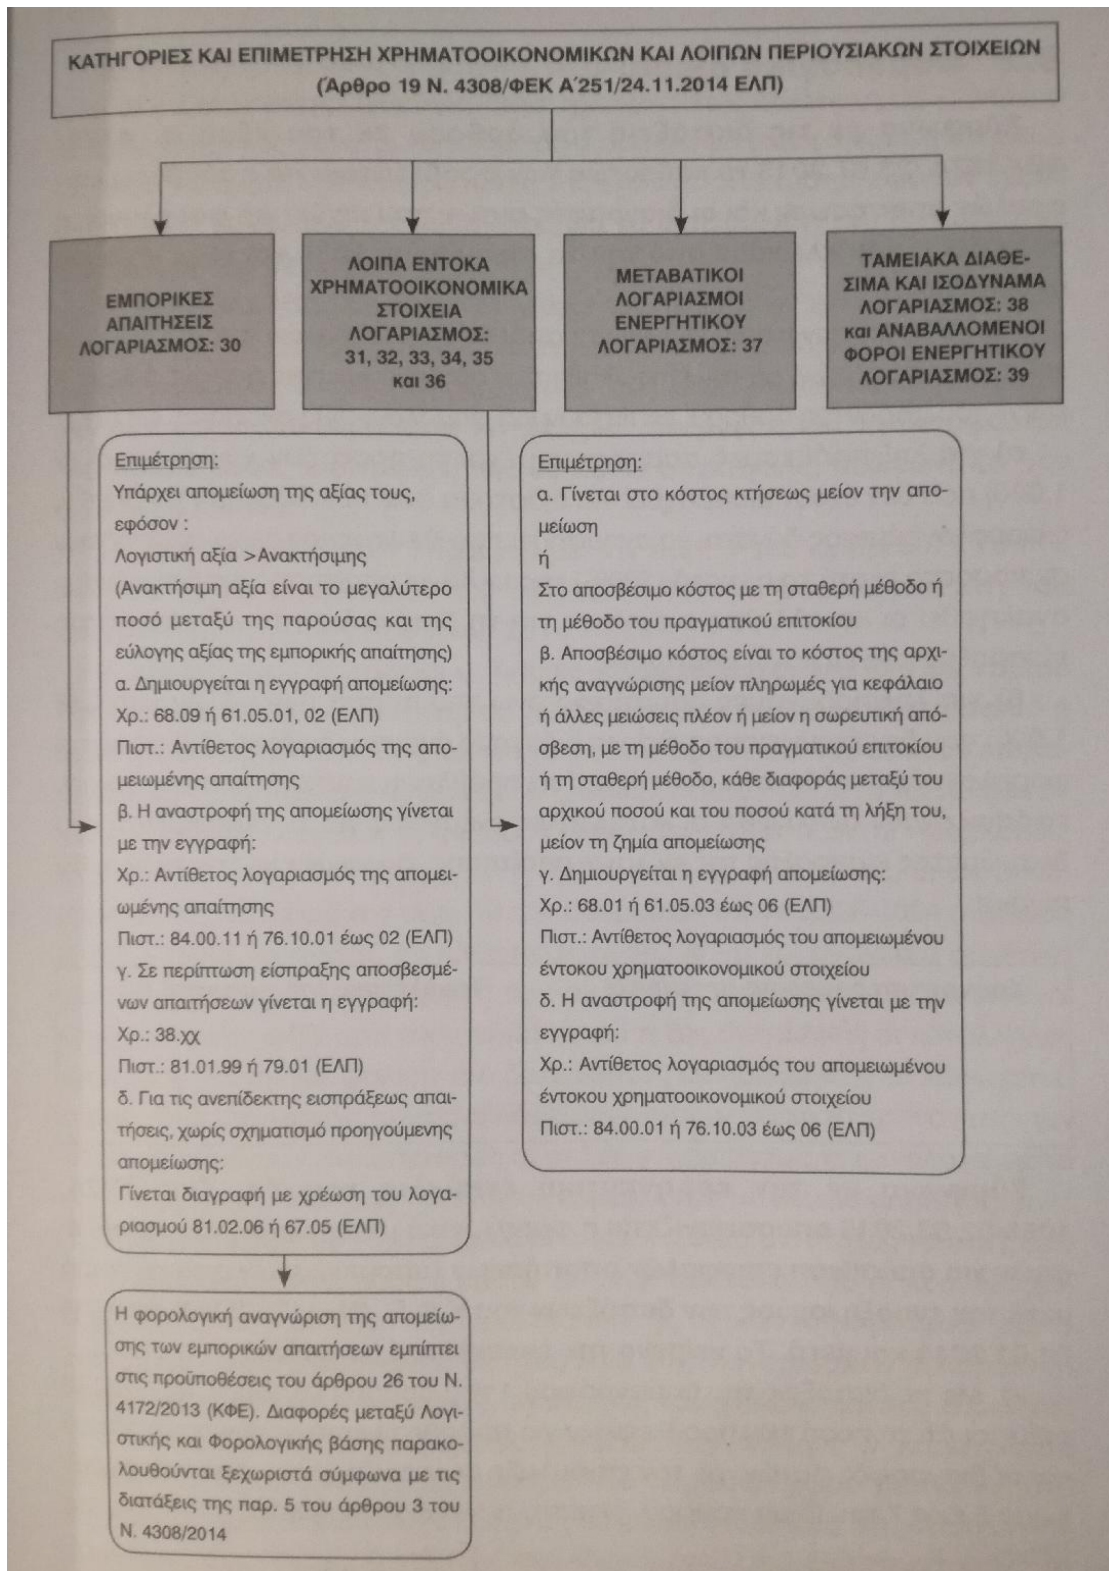 ΚΑΤΗΓΟΡΙΕΣ ΚΑΙ ΕΠΙΜΕΤΡΗΣΗ ΧΡΗΜΑΤΟΟΙΚΟΝΟΜΙΚΩΝ ΚΑΙ ΛΟΙΠΩΝ ΠΕΡΙΟΥΣΙΑΚΩΝ ΣΤΟΙΧΕΙΩΝ
(Άρθρο 19 Ν. 4308/ΦΕΚ Α΄251/24.11.2014 ΕΛΠ)
ΕΜΠΟΡΙΚΕΣ
ΑΠΑΙΤΗΣΕΙΣ
ΛΟΓΑΡΙΑΣΜΟΣ: 30
ΛΟΙΠΑ ΕΝΤΟΚΑ
ΧΡΗΜΑΤΟΟΙΚΟΝΟΜΙΚΑ
ΣΤΟΙΧΕΙΑ
ΛΟΓΑΡΙΑΣΜΟΣ:
31, 32, 33, 34, 35
και 36
ΜΕΤΑΒΑΤΙΚΟΙ
ΛΟΓΑΡΙΑΣΜΟΙ
ΕΝΕΡΓΗΤΙΚΟΥ
ΛΟΓΑΡΙΑΣΜΟΣ: 37
ΤΑΜΕΙΑΚΑ ΔΙΑΘΕ-
ΣΙΜΑ ΚΑΙ ΙΣΟΔΥΝΑΜΑ
ΛΟΓΑΡΙΑΣΜΟΣ: 38
και ΑΝΑΒΑΛΛΟΜΕΝΟΙ
ΦΟΡΟΙ ΕΝΕΡΓΗΤΙΚΟΥ
ΛΟΓΑΡΙΑΣΜΟΣ: 39
Επιμέτρηση:
Υπάρχει απομείωση της αξίας τους,
εφόσον :
Λογιστική αξία >Ανακτήσιμης
(Ανακτήσιμη αξία είναι το μεγαλύτερο
ποσό μεταξύ της παρούσας και της
εύλογης αξίας της εμπορικής απαίτησης)
α. Δημιουργείται η εγγραφή απομείωσης:
Χρ.: 68.09 ή 61.05.01, 02 (ΕΛΠ)
Πιστ.: Αντίθετος λογαριασμός της απο-
μειωμένης απαίτησης
β. Η αναστροφή της απομείωσης γίνεται
με την εγγραφή:
Χρ.: Αντίθετος λογαριασμός της απομει-
ωμένης απαίτησης
Πιστ.: 84.00.11 ή 76.10.01 έως 02 (ΕΛΠ)
γ. Σε περίπτωση είσπραξης αποσβεσμέ-
νων απαιτήσεων γίνεται η εγγραφή:
Χρ.: 38.χχ
Πιστ.: 81.01.99 ή 79.01 (ΕΛΠ)
δ. Για τις ανεπίδεκτης εισπράξεως απαι-
τήσεις, χωρίς σχηματισμό προηγούμενης
απομείωσης:
Γίνεται διαγραφή με χρέωση του λογα-
ριασμού 81.02.06 ή 67.05 (ΕΛΠ)
Επιμέτρηση:
α. Γίνεται στο κόστος κτήσεως μείον την απο-
μείωση
ή
Στο αποσβέσιμο κόστος με τη σταθερή μέθοδο ή
τη μέθοδο του πραγματικού επιτοκίου
β. Αποσβέσιμο κόστος είναι το κόστος της αρχι-
κής αναγνώρισης μείον πληρωμές για κεφάλαιο
ή άλλες μειώσεις πλέον ή μείον η σωρευτική από-
σβεση, με τη μέθοδο του πραγματικού επιτοκίου
ή τη σταθερή μέθοδο, κάθε διαφοράς μεταξύ του
αρχικού ποσού και του ποσού κατά τη λήξη του,
μείον τη ζημία απομείωσης
γ. Δημιουργείται η εγγραφή απομείωσης:
Χρ.: 68.01 ή 61.05.03 έως 06 (ΕΛΠ)
Πιστ.: Αντίθετος λογαριασμός του απομειωμένου
έντοκου χρηματοοικονομικού στοιχείου
δ. Η αναστροφή της απομείωσης γίνεται με την
εγγραφή:
Χρ.: Αντίθετος λογαριασμός του απομειωμένου
έντοκου χρηματοοικονομικού στοιχείου
Πιστ.: 84.00.01 ή 76.10.03 έως 06 (ΕΛΠ)
Η φορολογική αναγνώριση της απομείω-
σης των εμπορικών απαιτήσεων εμπίπτει
στις προϋποθέσεις του άρθρου 26 του Ν.
4172/2013 (ΚΦΕ). Διαφορές μεταξύ Λογι-
στικής και Φορολογικής βάσης παρακο-
λουθούνται ξεχωριστά σύμφωνα με τις
διατάξεις της παρ. 5 του άρθρου 3 του
Ν. 4308/2014